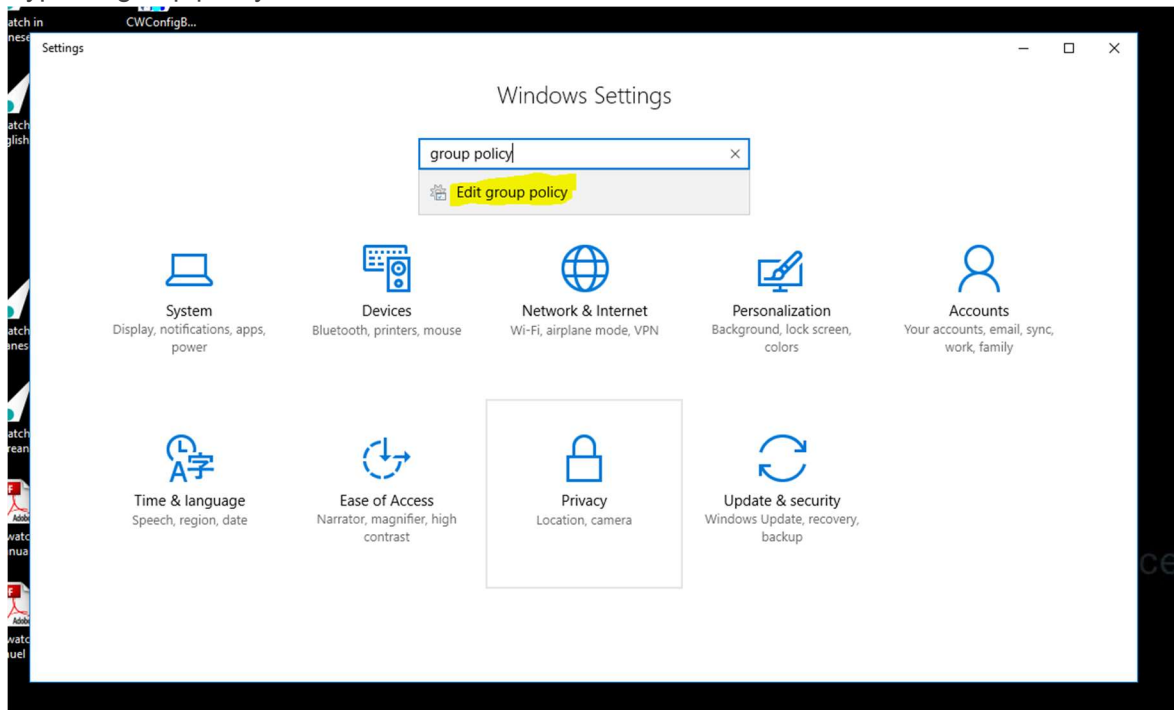 atch in
CWConfigB...
Settings
Windows Settings
group policy
Edit group policy
System
Display, notifications, apps,
power
Devices
Bluetooth, printers, mouse
Network & Internet
Wi-Fi, airplane mode, VPN
Personalization
Background, lock screen,
colors
Accounts
Your accounts, email, sync,
work, family
Time & language
Speech, region, date
Ease of Access
Narrator, magnifier, high
contrast
Privacy
Location, camera
Update & security
Windows Update, recovery,
backup